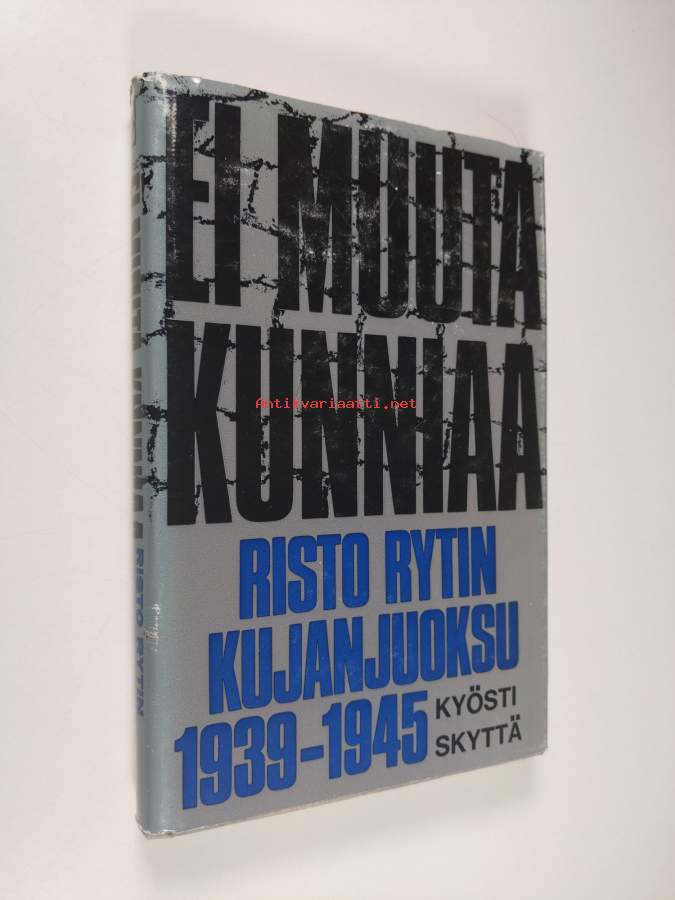 EI MUUTA
KUNNIAA
Antikvariaatti.net
RISTO RYTIN
KUJANJUOKSU
1939-1945
KYÖSTI
SKYTTÄ
EI MUUTA KUNNIAA RISTO RYTIN